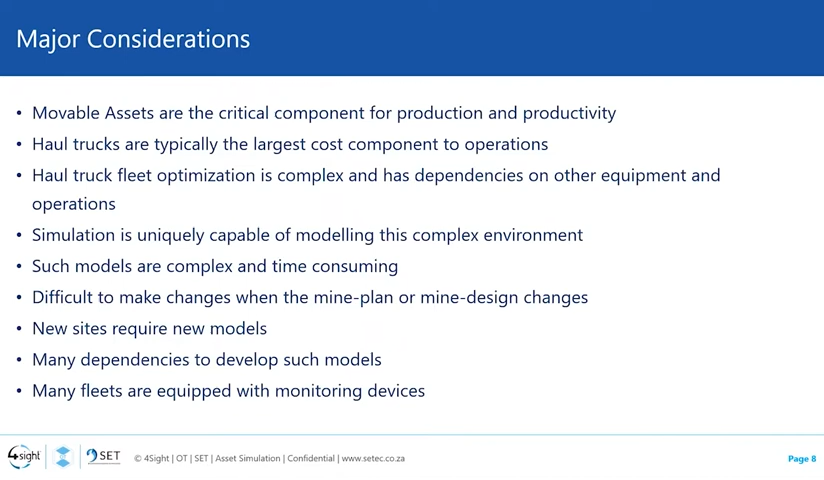 Major Considerations
• Movable Assets are the critical component for production and productivity
• Haul trucks are typically the largest cost component to operations
• Haul truck fleet optimization is complex and has dependencies on other equipment and
operations
• Simulation is uniquely capable of modelling this complex environment
• Such models are complex and time consuming
• Difficult to make changes when the mine-plan or mine-design changes
• New sites require new models
• Many dependencies to develop such models
• Many fleets are equipped with monitoring devices
4sight SET © 4Sight | OT | SET | Asset Simulation | Confidential | www.setec.co.za Page 8